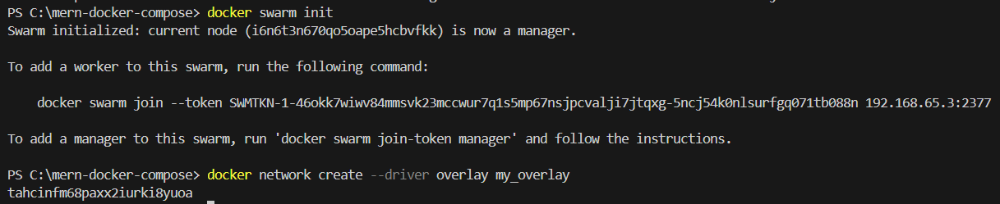 PS C:\mern-docker-compose> docker swarm init
Swarm initialized: current node (i6n6t3n670qo5oape5hcbvfkk) is now a manager.
To add a worker to this swarm, run the following command:
docker swarm join --token SWMTKN-1-46okk7wiwv84mmsvk23mccwur7q1s5mp67nsjpcvalji7jtqxg-5ncj54k0nlsurfgq071tb088n 192.168.65.3:2377
To add a manager to this swarm, run 'docker swarm join-token manager' and follow the instructions.
PS C:\mern-docker-compose> docker network create --driver overlay my_overlay
tahcinfm68paxx2iurki8yuoa